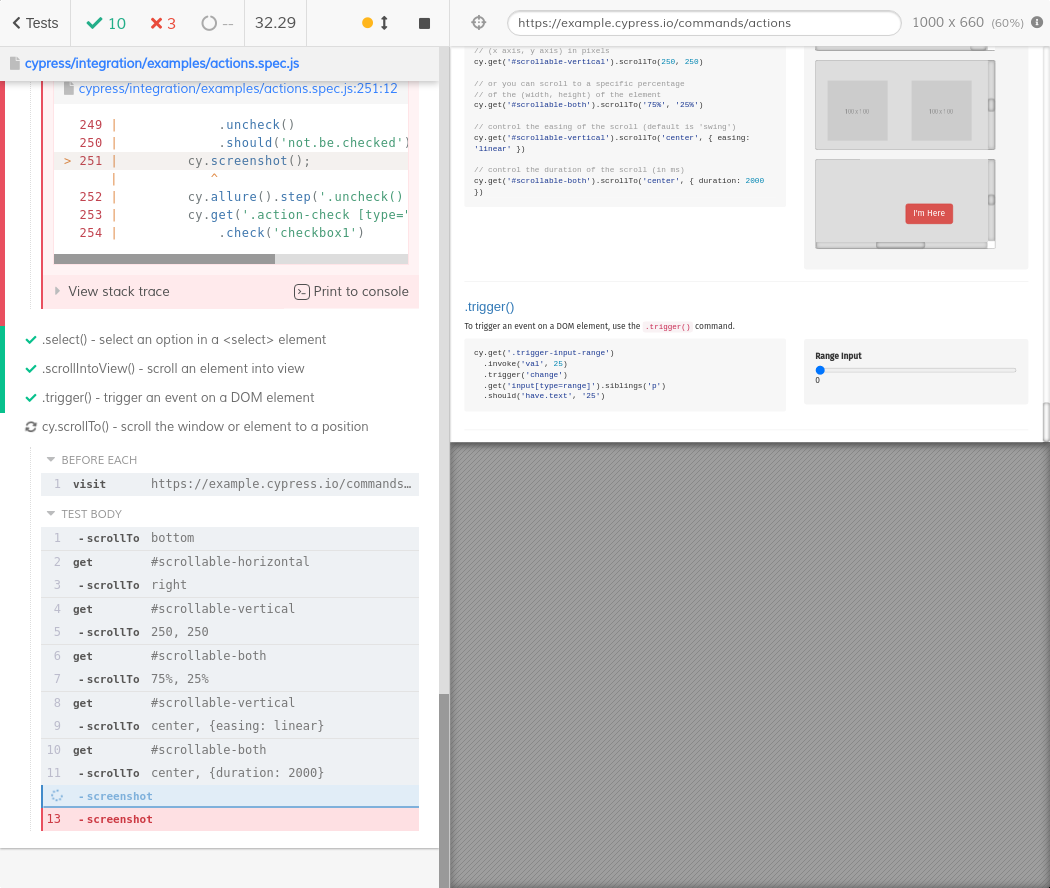 Tests 10 3 -- 32.29
https://example.cypress.io/commands/actions 1000 x 660 (60%)
cypress/integration/examples/actions.spec.js
cypress/integration/examples/actions.spec.js:251:12
249 | .uncheck()
250 | .should('not.be.checked')
> 251 | cy.screenshot();
| ^
252 | cy.allure().step('.uncheck()
253 | cy.get('.action-check [type='
254 | .check('checkbox1')
View stack trace Print to console
.select() - select an option in a <select> element
.scrollIntoView() - scroll an element into view
.trigger() - trigger an event on a DOM element
cy.scrollTo() - scroll the window or element to a position
BEFORE EACH
1 visit https://example.cypress.io/commands…
TEST BODY
1 - scrollTo bottom
2 get #scrollable-horizontal
3 - scrollTo right
4 get #scrollable-vertical
5 - scrollTo 250, 250
6 get #scrollable-both
7 - scrollTo 75%, 25%
8 get #scrollable-vertical
9 - scrollTo center, {easing: linear}
10 get #scrollable-both
11 - scrollTo center, {duration: 2000}
- screenshot
13 - screenshot
// (x axis, y axis) in pixels
cy.get('#scrollable-vertical').scrollTo(250, 250)
// or you can scroll to a specific percentage
// of the (width, height) of the element
cy.get('#scrollable-both').scrollTo('75%', '25%')
// control the easing of the scroll (default is 'swing')
cy.get('#scrollable-vertical').scrollTo('center', { easing:
'linear' })
// control the duration of the scroll (in ms)
cy.get('#scrollable-both').scrollTo('center', { duration: 2000
})
100 x 100 100 x 100
I'm Here
.trigger()
To trigger an event on a DOM element, use the .trigger() command.
cy.get('.trigger-input-range')
.invoke('val', 25)
.trigger('change')
.get('input[type=range]').siblings('p')
.should('have.text', '25')
Range Input
0